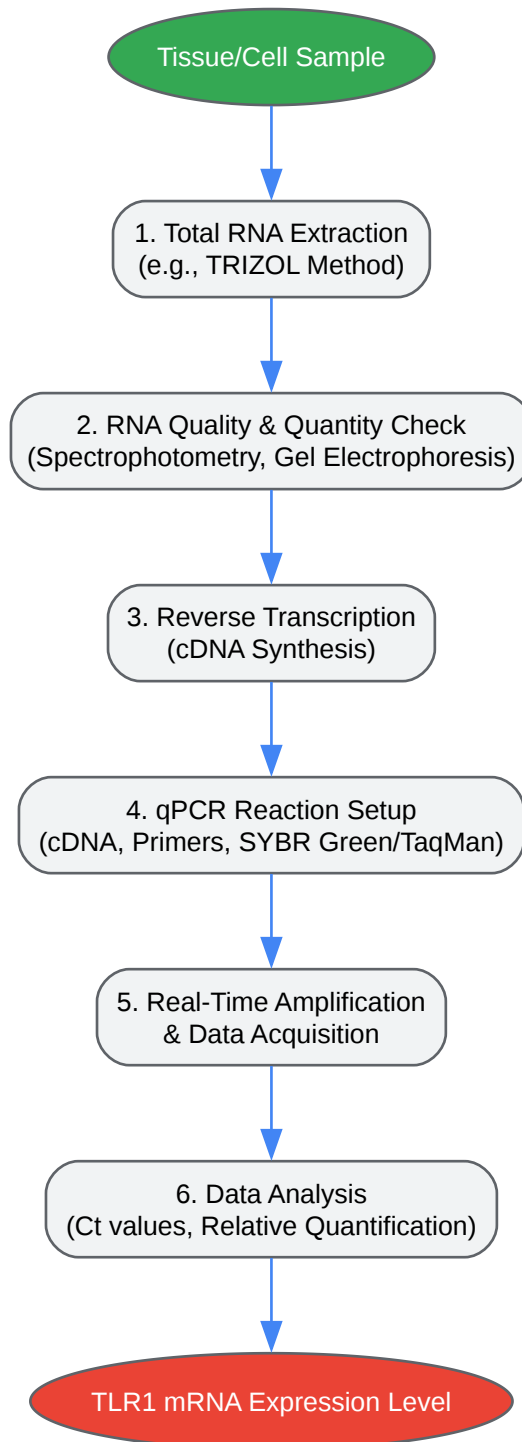 Tissue/Cell Sample
1. Total RNA Extraction
(e.g., TRIZOL Method)
2. RNA Quality & Quantity Check
(Spectrophotometry, Gel Electrophoresis)
3. Reverse Transcription
(cDNA Synthesis)
4. qPCR Reaction Setup
(cDNA, Primers, SYBR Green/TaqMan)
5. Real-Time Amplification
& Data Acquisition
6. Data Analysis
(Ct values, Relative Quantification)
TLR1 mRNA Expression Level